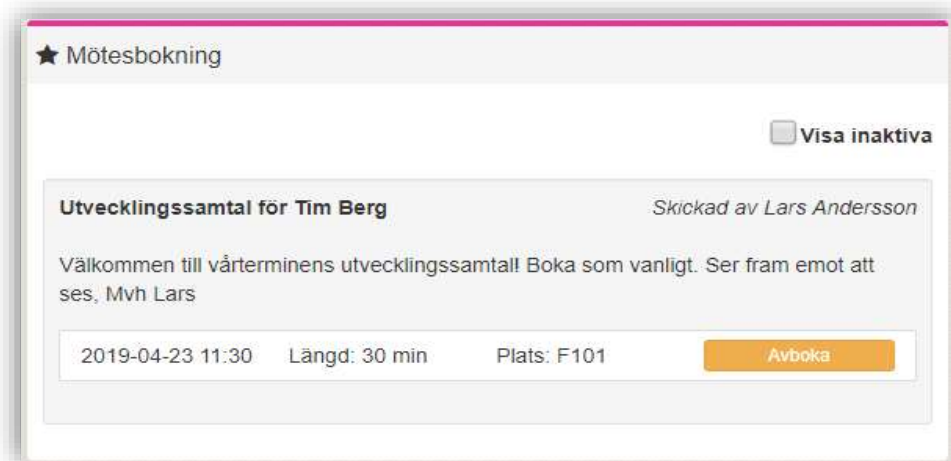 ★ Mötesbokning
Visa inaktiva
Utvecklingssamtal för Tim Berg Skickad av Lars Andersson
Välkommen till vårterminens utvecklingssamtal! Boka som vanligt. Ser fram emot att
ses, Mvh Lars
2019-04-23 11:30 Längd: 30 min Plats: F101 Avboka